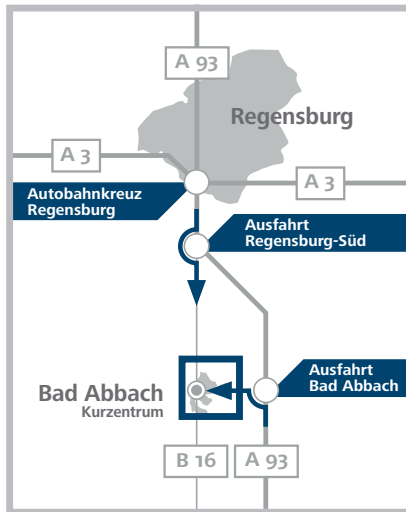 A 93
Regensburg
A 3
Autobahnkreuz
Regensburg
A 3
Ausfahrt
Regensburg-Süd
Ausfahrt
Bad Abbach
Bad Abbach
Kurzentrum
B 16
A 93